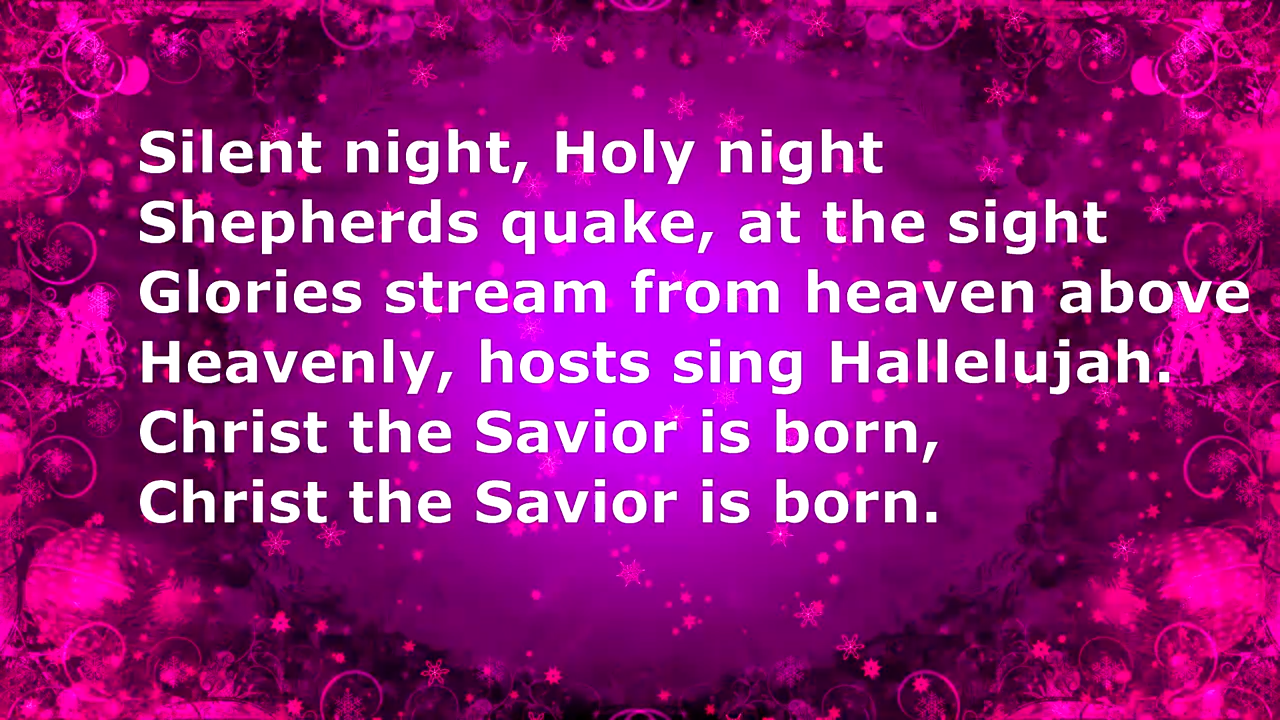 Silent night, Holy night
Shepherds quake, at the sight
Glories stream from heaven above
Heavenly, hosts sing Hallelujah.
Christ the Savior is born,
Christ the Savior is born.